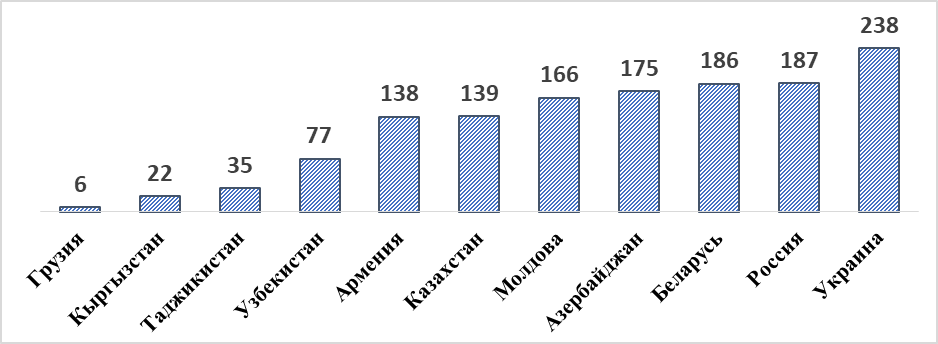 6
22
35
77
138
139
166
175
186
187
238
Грузия
Кыргызстан
Таджикистан
Узбекистан
Армения
Казахстан
Молдова
Азербайджан
Беларусь
Россия
Украина